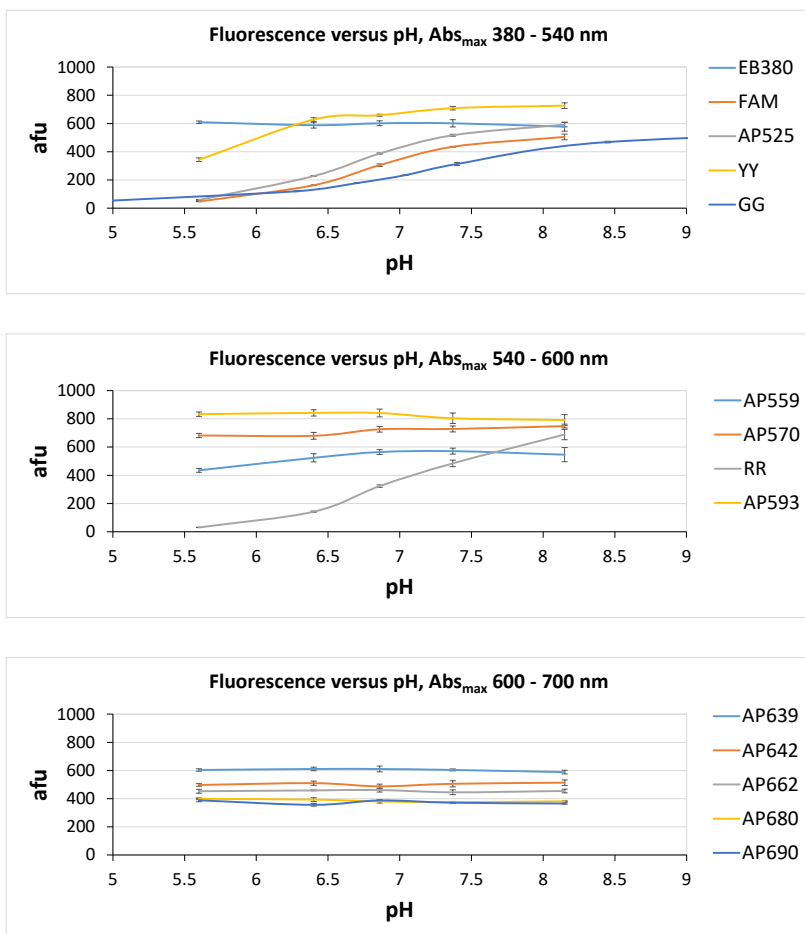 Fluorescence versus pH, Absmax 380 - 540 nm
1000
800
600
400
200
0
afu
5 5.5 6 6.5 7 7.5 8 8.5 9
pH
EB380
FAM
AP525
YY
GG
Fluorescence versus pH, Absmax 540 - 600 nm
1000
800
600
400
200
0
afu
5 5.5 6 6.5 7 7.5 8 8.5 9
pH
AP559
AP570
RR
AP593
Fluorescence versus pH, Absmax 600 - 700 nm
1000
800
600
400
200
0
afu
5 5.5 6 6.5 7 7.5 8 8.5 9
pH
AP639
AP642
AP662
AP680
AP690